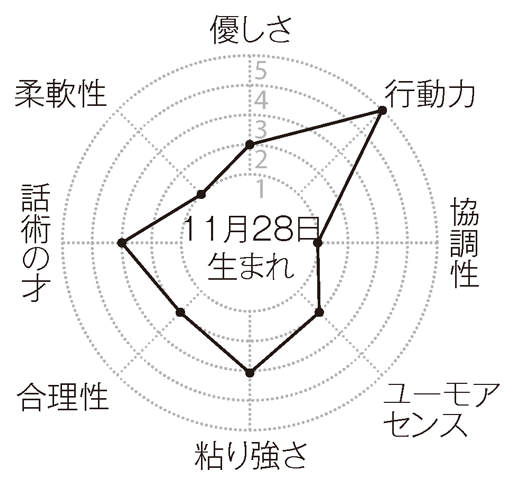 優しさ
行動力
協調性
ユーモア
センス
粘り強さ
合理性
話術の才
柔軟性
5
4
3
2
1
11月28日
生まれ